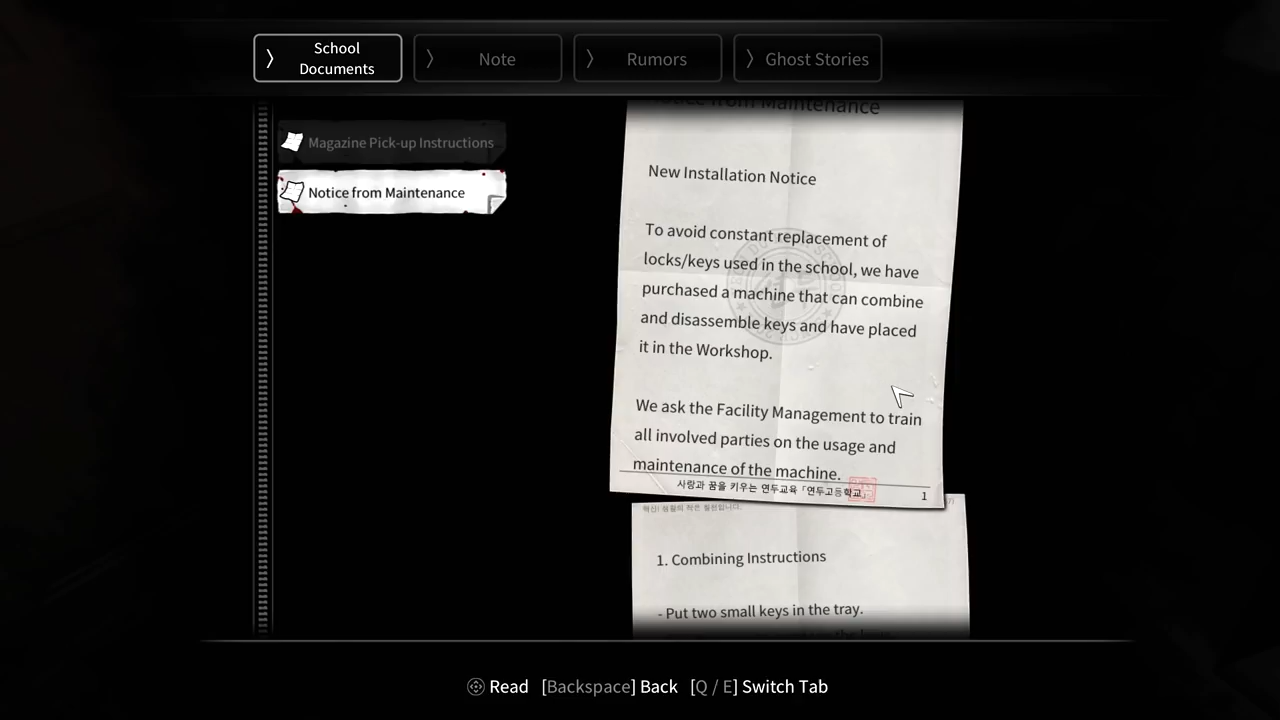 School
Documents
Note
Rumors
Ghost Stories
Magazine Pick-up Instructions
Notice from Maintenance
Notice from Maintenance
New Installation Notice
To avoid constant replacement of
locks/keys used in the school, we have
purchased a machine that can combine
and disassemble keys and have placed
it in the Workshop.
We ask the Facility Management to train
all involved parties on the usage and
maintenance of the machine.
사랑과 꿈을 키우는 연두교육 「연두고등학교」
1
1. Combining Instructions
- Put two small keys in the tray.
the keys
Read [Backspace] Back [Q / E] Switch Tab